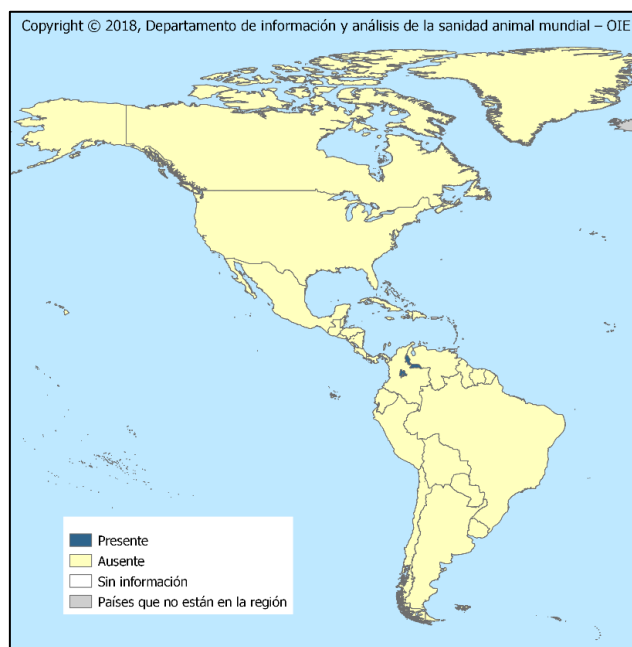 Copyright © 2018, Departamento de información y análisis de la sanidad animal mundial – OIE
Presente
Ausente
Sin información
Países que no están en la región